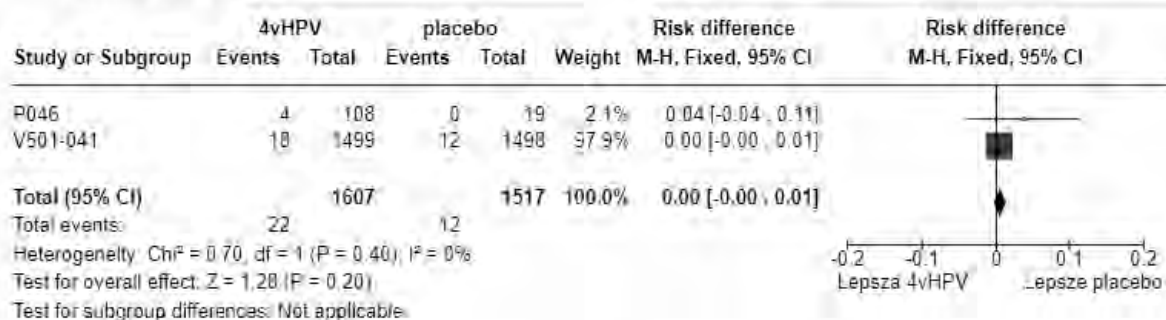 4vHPV placebo Risk difference Risk difference
Study or Subgroup Events Total Events Total Weight M-H, Fixed, 95% CI M-H, Fixed, 95% CI
P046 4 108 0 19 2.1% 0.04 [-0.04 , 0.11]
V501-041 18 1499 12 1498 97.9% 0.00 [-0.00 , 0.01]
Total (95% CI) 1607 1517 100.0% 0.00 [-0.00 , 0.01]
Total events: 22 12
Heterogeneity: Chi² = 0.70, df = 1 (P = 0.40); I² = 0%
Test for overall effect: Z = 1.28 (P = 0.20)
Test for subgroup differences: Not applicable
-0.2 -0.1 0 0.1 0.2
Lepsza 4vHPV Lepsze placebo